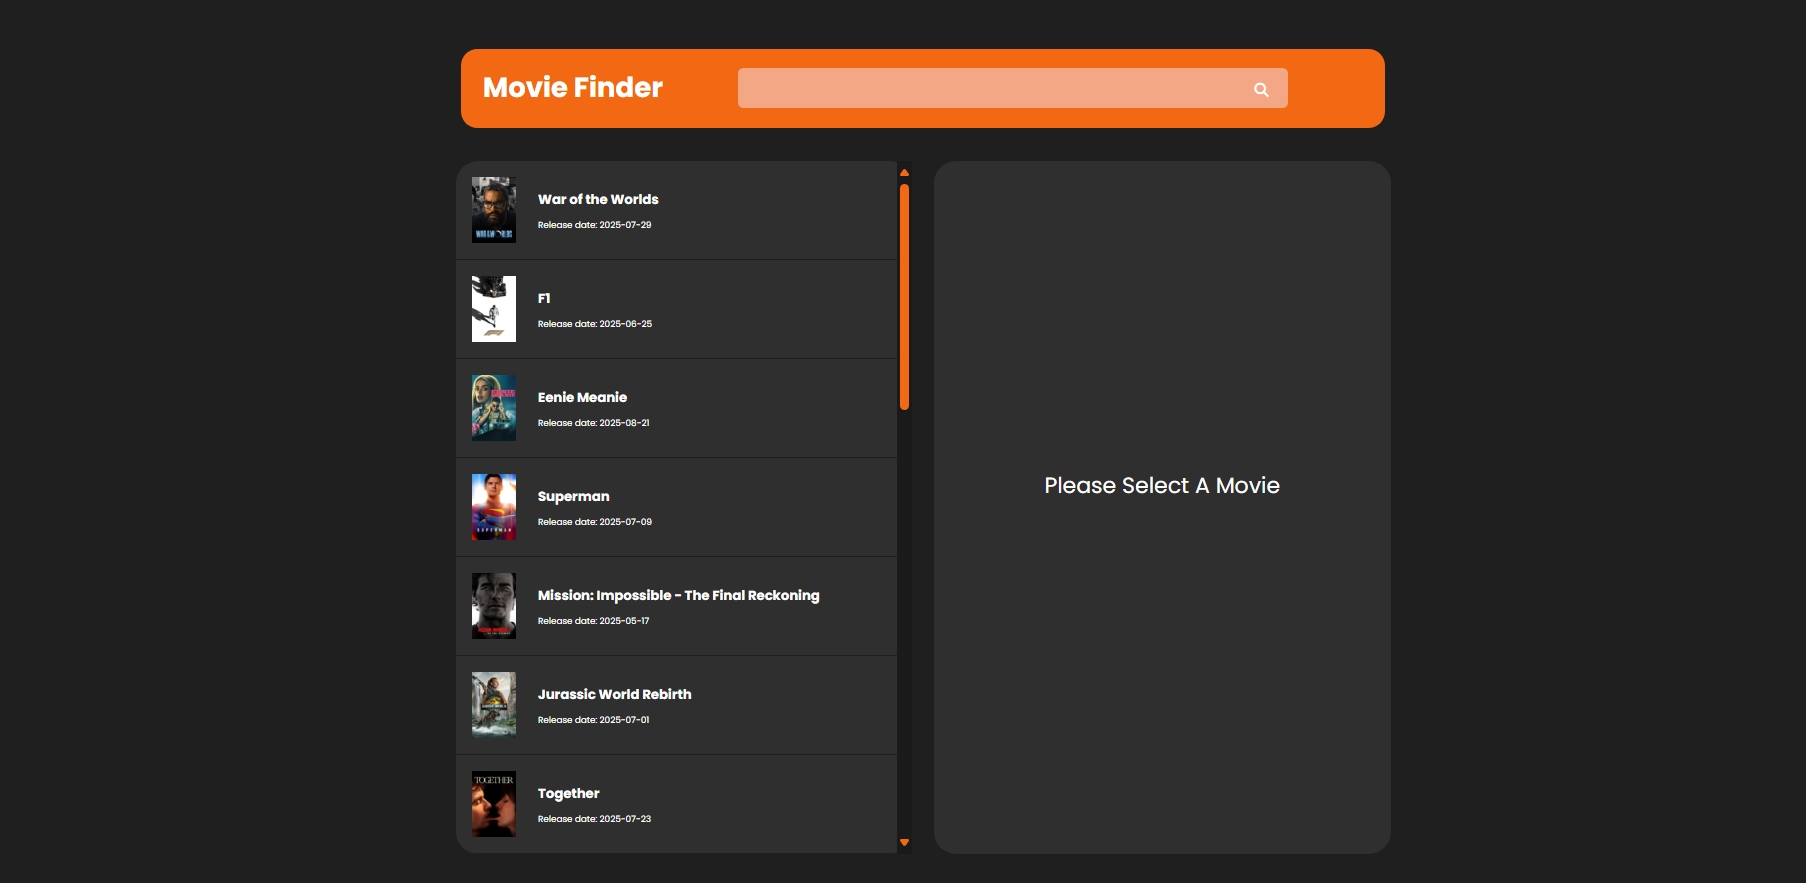 Movie Finder
War of the Worlds
Release date: 2025-07-29
F1
Release date: 2025-06-25
Eenie Meanie
Release date: 2025-08-21
Superman
Release date: 2025-07-09
SUPERMAN
Mission: Impossible - The Final Reckoning
Release date: 2025-05-17
Jurassic World Rebirth
Release date: 2025-07-01
TOGETHER
Together
Release date: 2025-07-23
Please Select A Movie